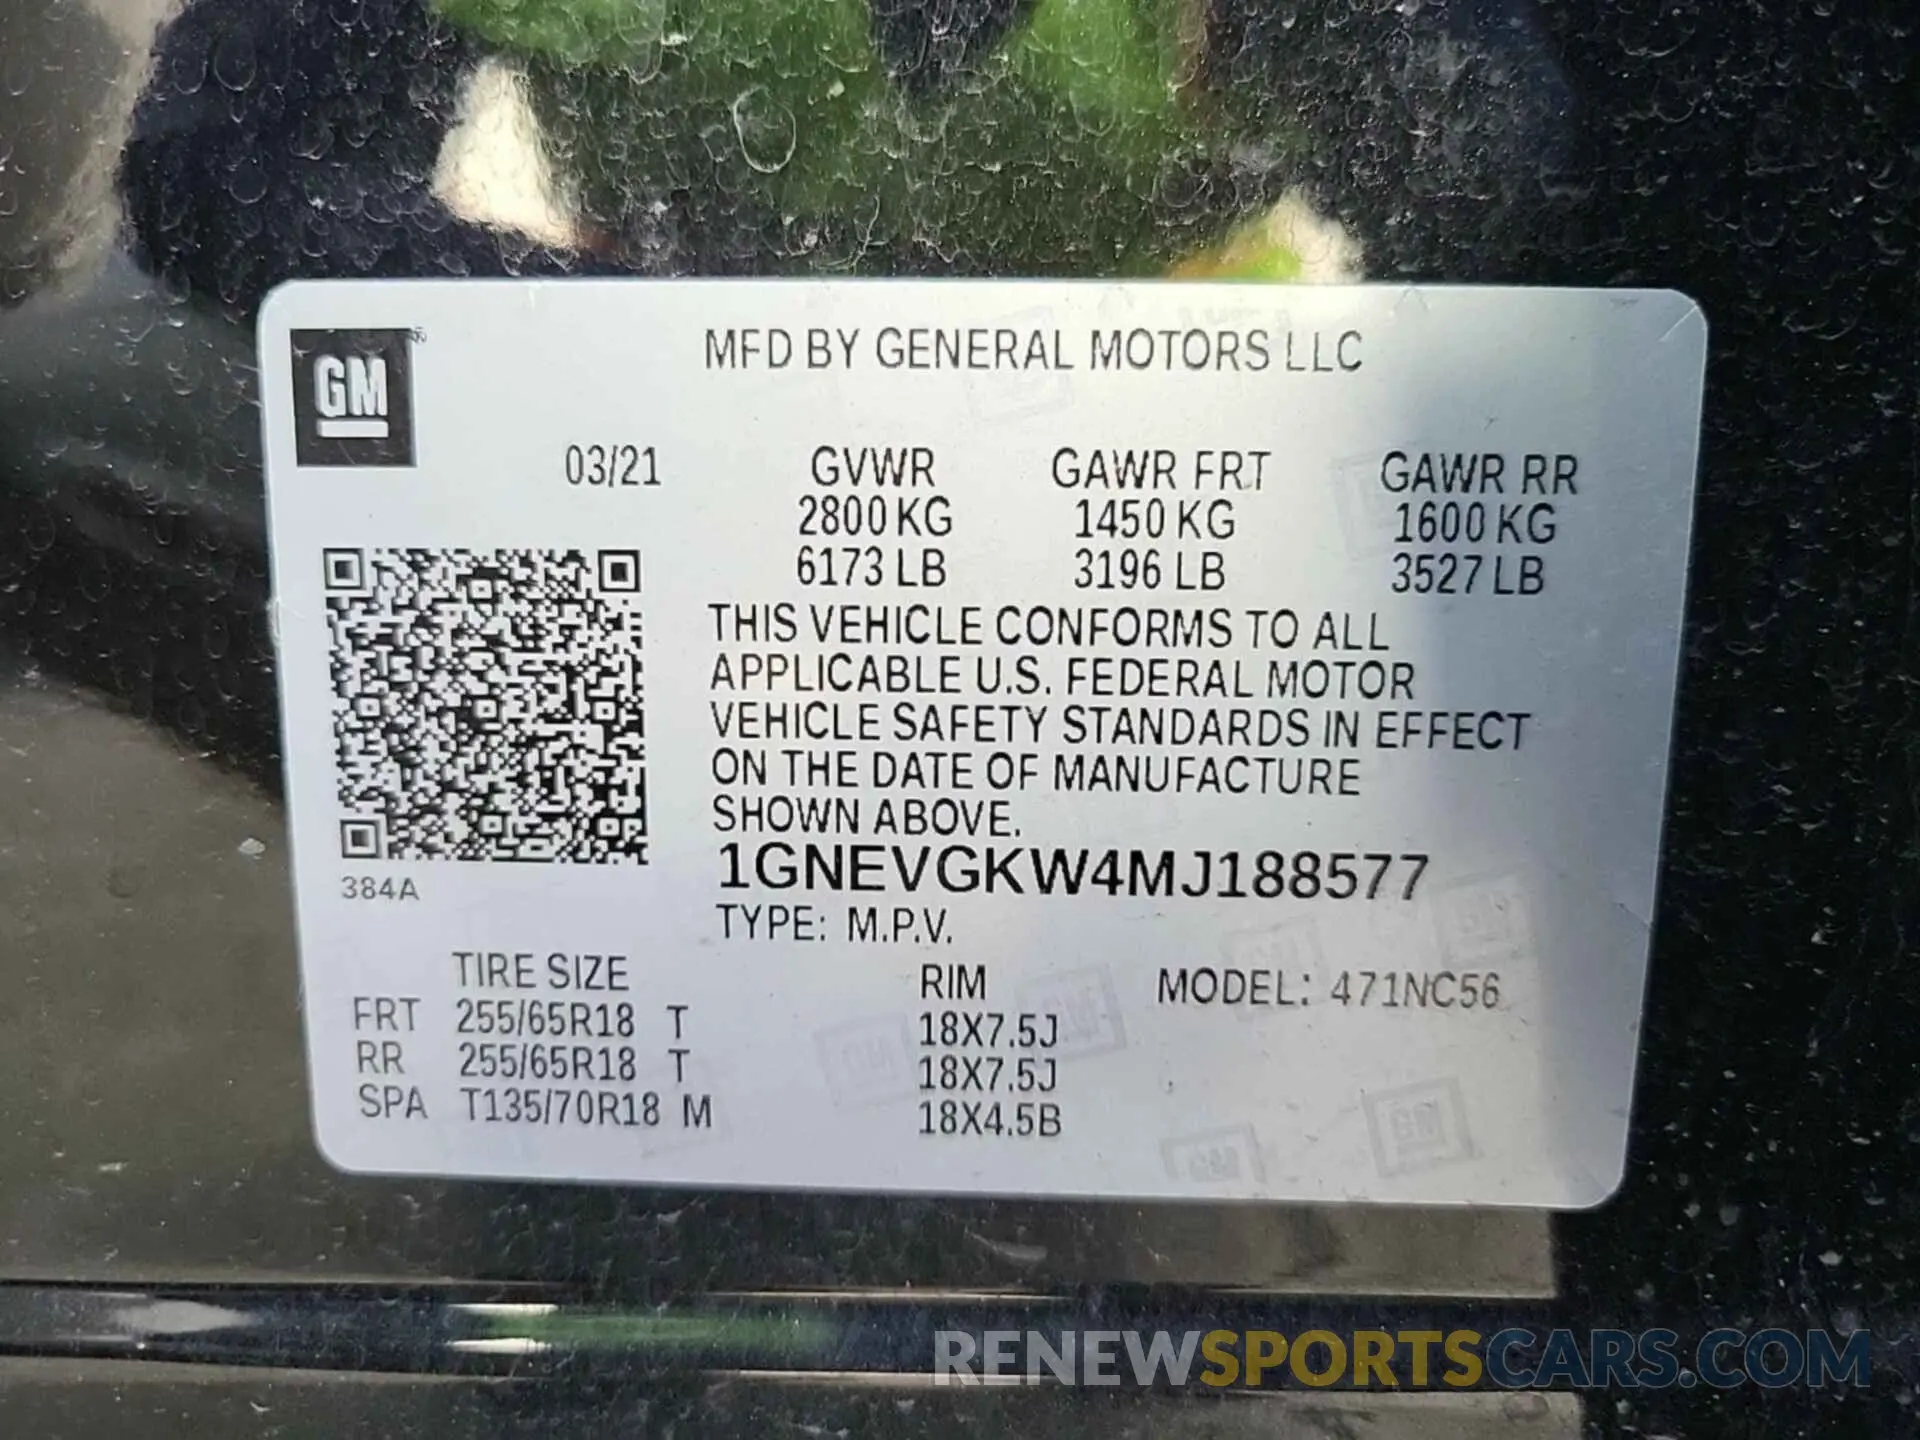 MFD BY GENERAL MOTORS LLC
GM
03/21 GVWR GAWR FRT GAWR RR
2800 KG 1450 KG 1600 KG
6173 LB 3196 LB 3527 LB
THIS VEHICLE CONFORMS TO ALL
APPLICABLE U.S. FEDERAL MOTOR
VEHICLE SAFETY STANDARDS IN EFFECT
ON THE DATE OF MANUFACTURE
SHOWN ABOVE.
1GNEVGKW4MJ188577
384A
TYPE: M.P.V.
TIRE SIZE RIM MODEL: 471NC56
FRT 255/65R18 T 18X7.5J
RR 255/65R18 T 18X7.5J
SPA T135/70R18 M 18X4.5B
RENEWSPORTSCARS.COM